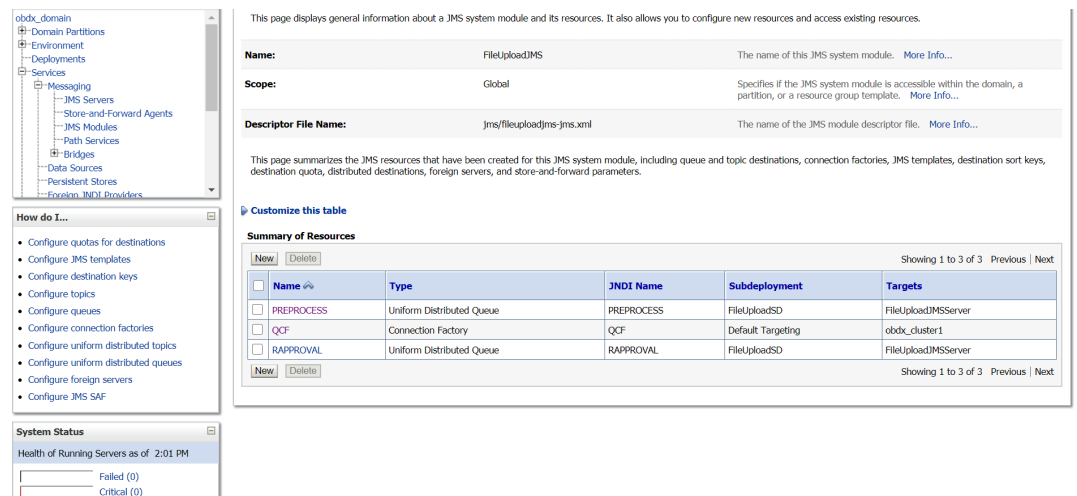 obdx_domain
Domain Partitions
Environment
Deployments
Services
Messaging
JMS Servers
Store-and-Forward Agents
JMS Modules
Path Services
Bridges
Data Sources
Persistent Stores
Foreign JNDI Providers
How do I...
Configure quotas for destinations
Configure JMS templates
Configure destination keys
Configure topics
Configure queues
Configure connection factories
Configure uniform distributed topics
Configure uniform distributed queues
Configure foreign servers
Configure JMS SAF
System Status
Health of Running Servers as of 2:01 PM
Failed (0)
Critical (0)
This page displays general information about a JMS system module and its resources. It also allows you to configure new resources and access existing resources.
Name: FileUploadJMS The name of this JMS system module. More Info...
Scope: Global Specifies if the JMS system module is accessible within the domain, a
partition, or a resource group template. More Info...
Descriptor File Name: jms/fileuploadjms-jms.xml The name of the JMS module descriptor file. More Info...
This page summarizes the JMS resources that have been created for this JMS system module, including queue and topic destinations, connection factories, JMS templates, destination sort keys,
destination quota, distributed destinations, foreign servers, and store-and-forward parameters.
Customize this table
Summary of Resources
New Delete Showing 1 to 3 of 3 Previous | Next
Name Type JNDI Name Subdeployment Targets
PREPROCESS Uniform Distributed Queue PREPROCESS FileUploadSD FileUploadJMSServer
QCF Connection Factory QCF Default Targeting obdx_cluster1
RAPPROVAL Uniform Distributed Queue RAPPROVAL FileUploadSD FileUploadJMSServer
New Delete Showing 1 to 3 of 3 Previous | Next